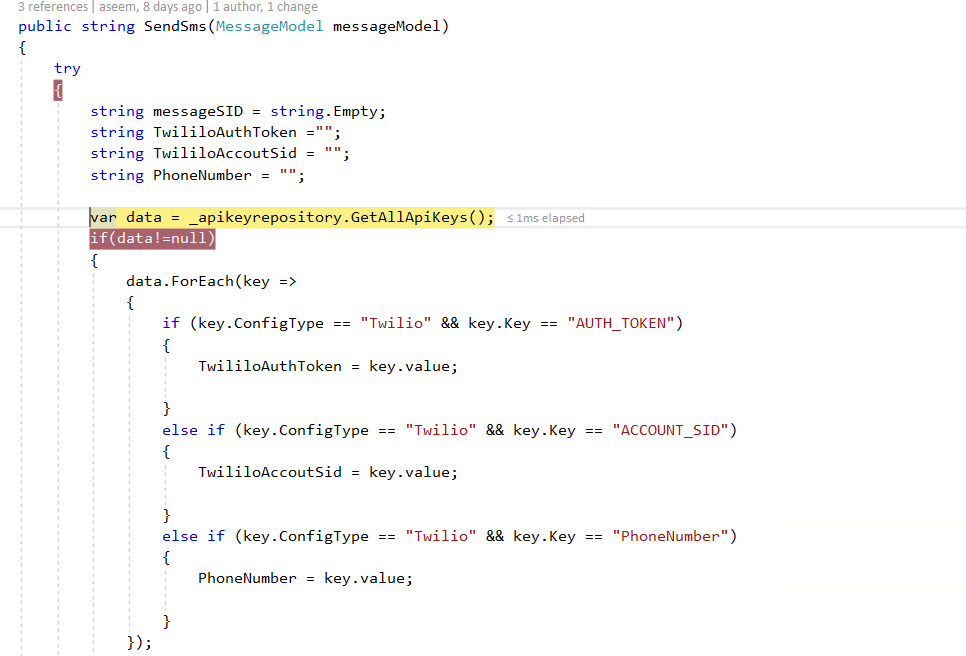 3 references | aseem, 8 days ago | 1 author, 1 change
public string SendSms(MessageModel messageModel)
{
try
{
string messageSID = string.Empty;
string TwililoAuthToken ="";
string TwililoAccoutSid = "";
string PhoneNumber = "";
var data = _apikeyrepository.GetAllApiKeys(); ≤ 1ms elapsed
if(data!=null)
{
data.ForEach(key =>
{
if (key.ConfigType == "Twilio" && key.Key == "AUTH_TOKEN")
{
TwililoAuthToken = key.value;
}
else if (key.ConfigType == "Twilio" && key.Key == "ACCOUNT_SID")
{
TwililoAccoutSid = key.value;
}
else if (key.ConfigType == "Twilio" && key.Key == "PhoneNumber")
{
PhoneNumber = key.value;
}
});